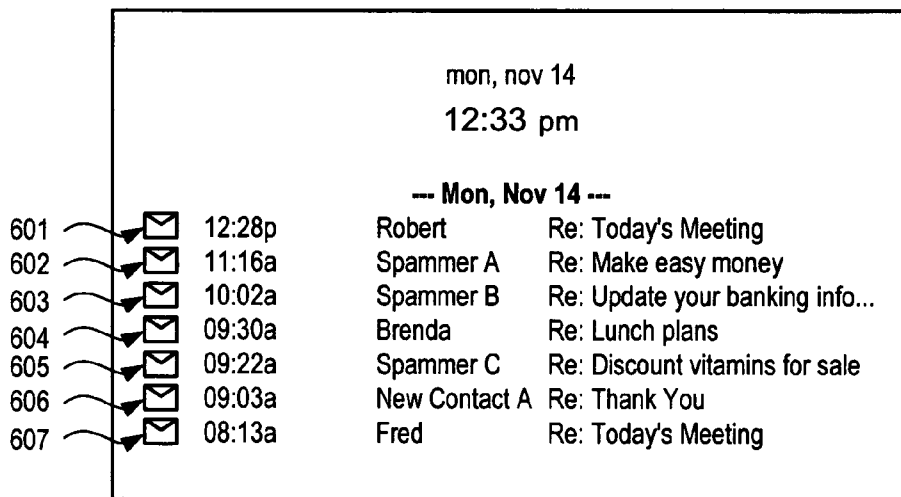 mon, nov 14
12:33 pm
--- Mon, Nov 14 ---
601 12:28p Robert Re: Today's Meeting
602 11:16a Spammer A Re: Make easy money
603 10:02a Spammer B Re: Update your banking info...
604 09:30a Brenda Re: Lunch plans
605 09:22a Spammer C Re: Discount vitamins for sale
606 09:03a New Contact A Re: Thank You
607 08:13a Fred Re: Today's Meeting